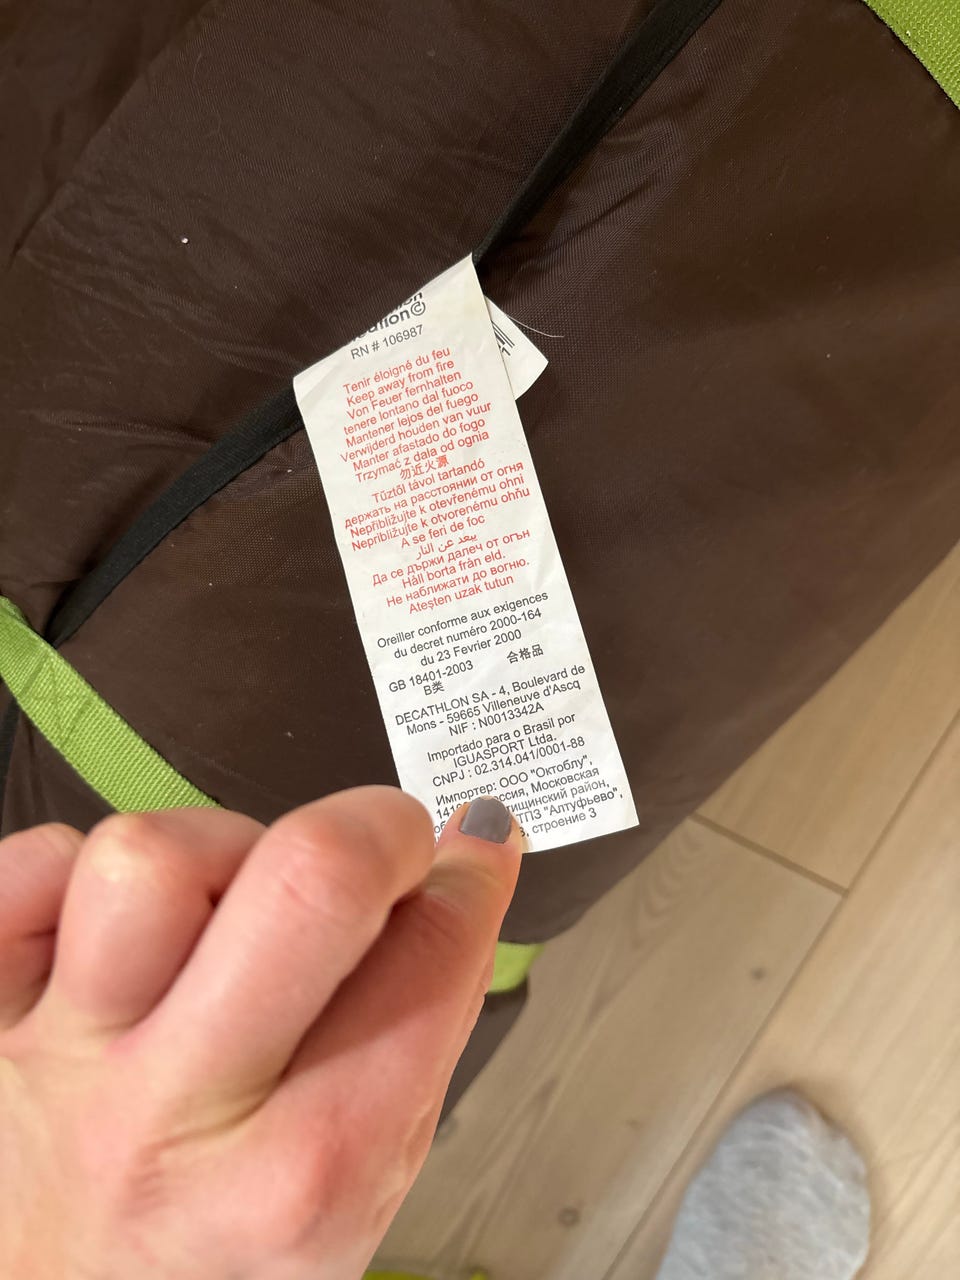 RN # 106987
Tenir éloigné du feu
Keep away from fire
Von Feuer fernhalten
tenere lontano dal fuoco
Mantener lejos del fuego
Verwijderd houden van vuur
Manter afastado do fogo
Trzymać z dala od ognia
勿近火源
Tűztől távol tartandó
держать на расстоянии от огня
Nepřibližujte k otevřenému ohni
Nepribližujte k otvorenému ohňu
A se feri de foc
يبعد عن النار
Да се държи далеч от огън
Håll borta från eld.
Не наближати до вогню.
Ateşten uzak tutun
Oreiller conforme aux exigences
du decret numéro 2000-164
du 23 Fevrier 2000
GB 18401-2003 合格品
B类
DECATHLON SA - 4, Boulevard de
Mons - 59665 Villeneuve d'Ascq
NIF : N0013342A
Importado para o Brasil por
IGUASPORT Ltda.
CNPJ : 02.314.041/0001-88
Импортер: ООО "Октоблу",
Московская
район,
ТПЗ "Алтуфьево",
строение 3